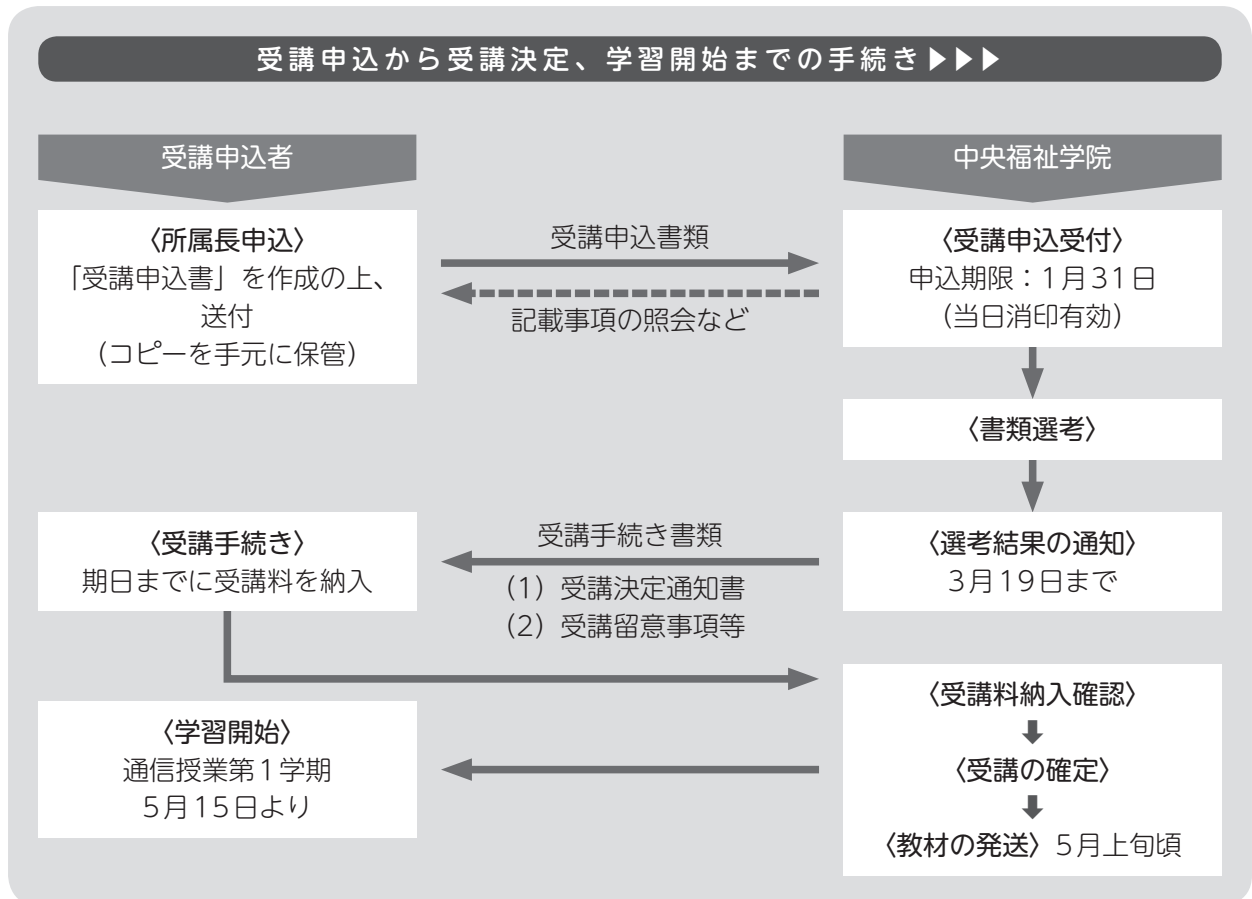 受講申込から受講決定、学習開始までの手続き▶▶▶
受講申込者
中央福祉学院
〈所属長申込〉
「受講申込書」を作成の上、
送付
（コピーを手元に保管）
受講申込書類
記載事項の照会など
〈受講申込受付〉
申込期限：1月31日
（当日消印有効）
〈書類選考〉
〈受講手続き〉
期日までに受講料を納入
受講手続き書類
（1）受講決定通知書
（2）受講留意事項等
〈選考結果の通知〉
3月19日まで
〈受講料納入確認〉
〈受講の確定〉
〈教材の発送〉5月上旬頃
〈学習開始〉
通信授業第1学期
5月15日より